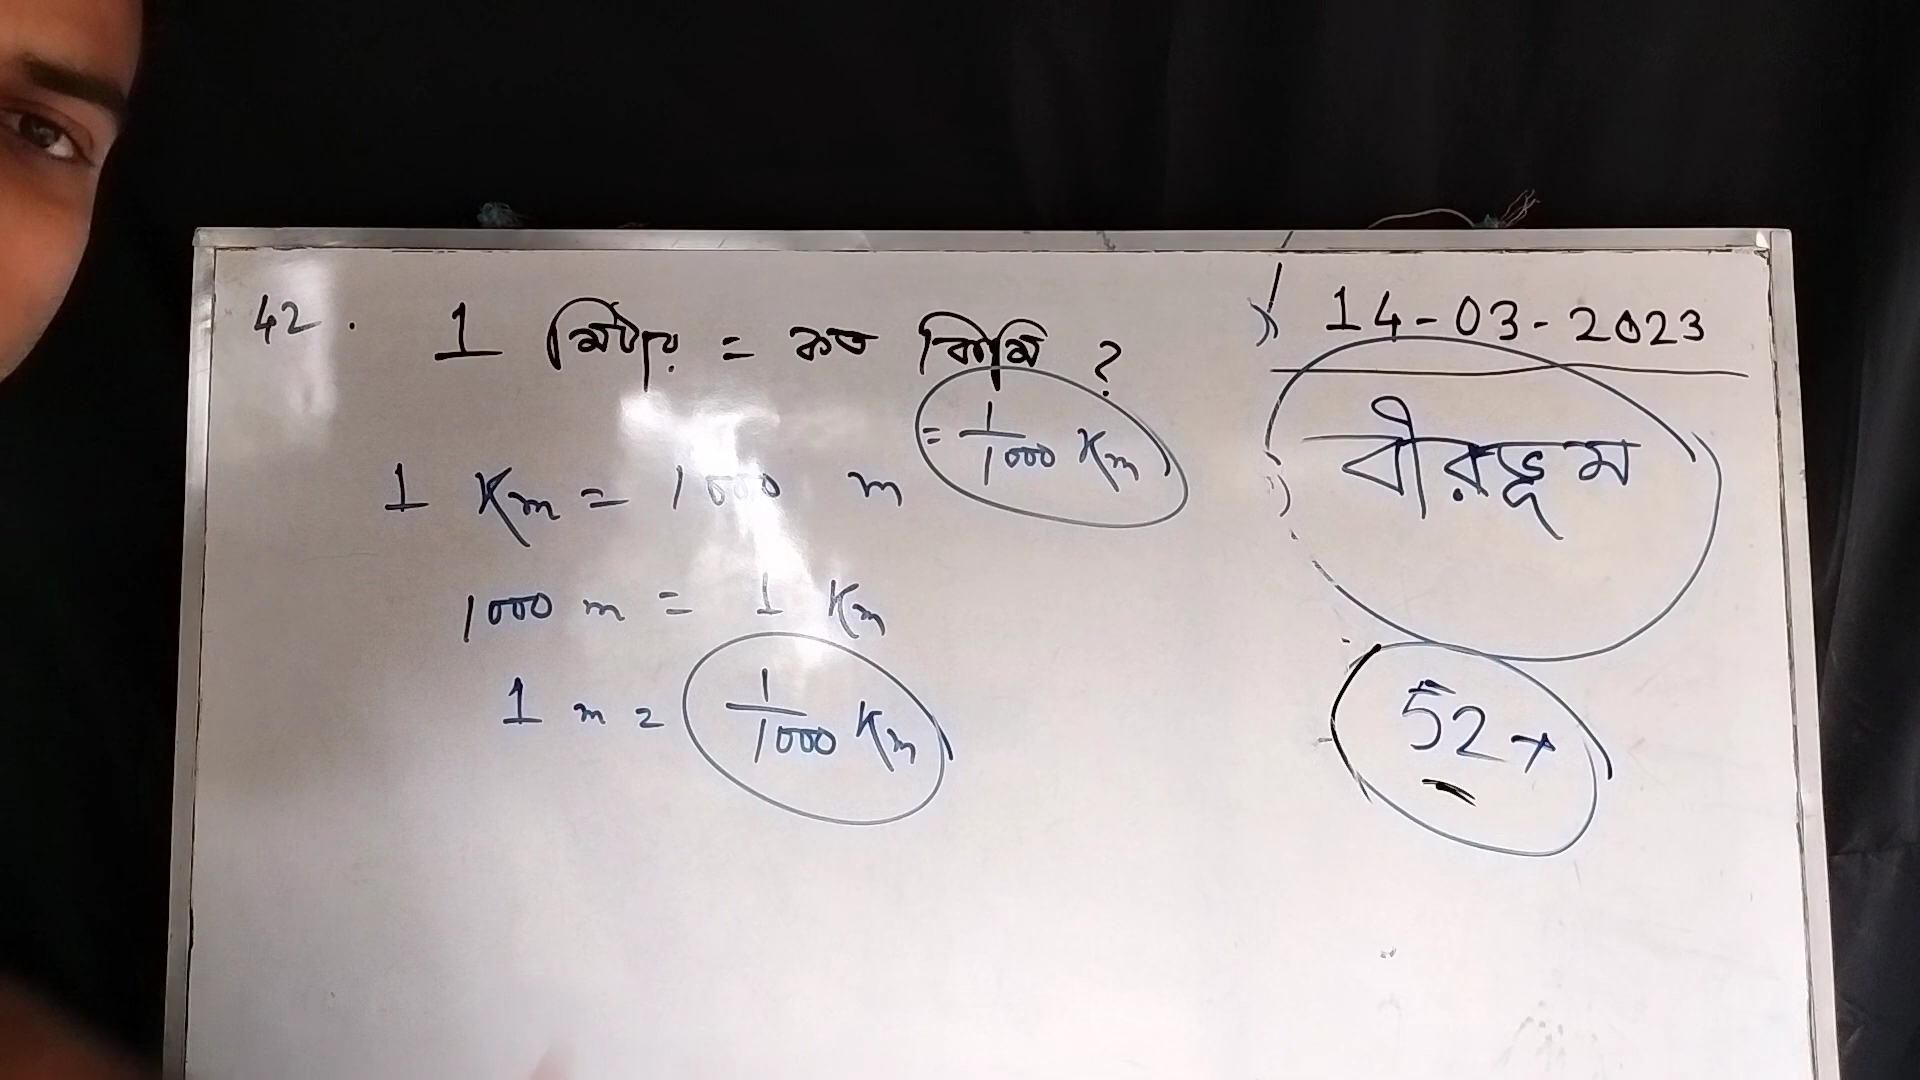 42. 1 মিটার = কত কিমি ?
= 1/1000 Km
1 Km = 1000 m
1000 m = 1 Km
1 m = 1/1000 Km
14-03-2023
বীরভূম
52